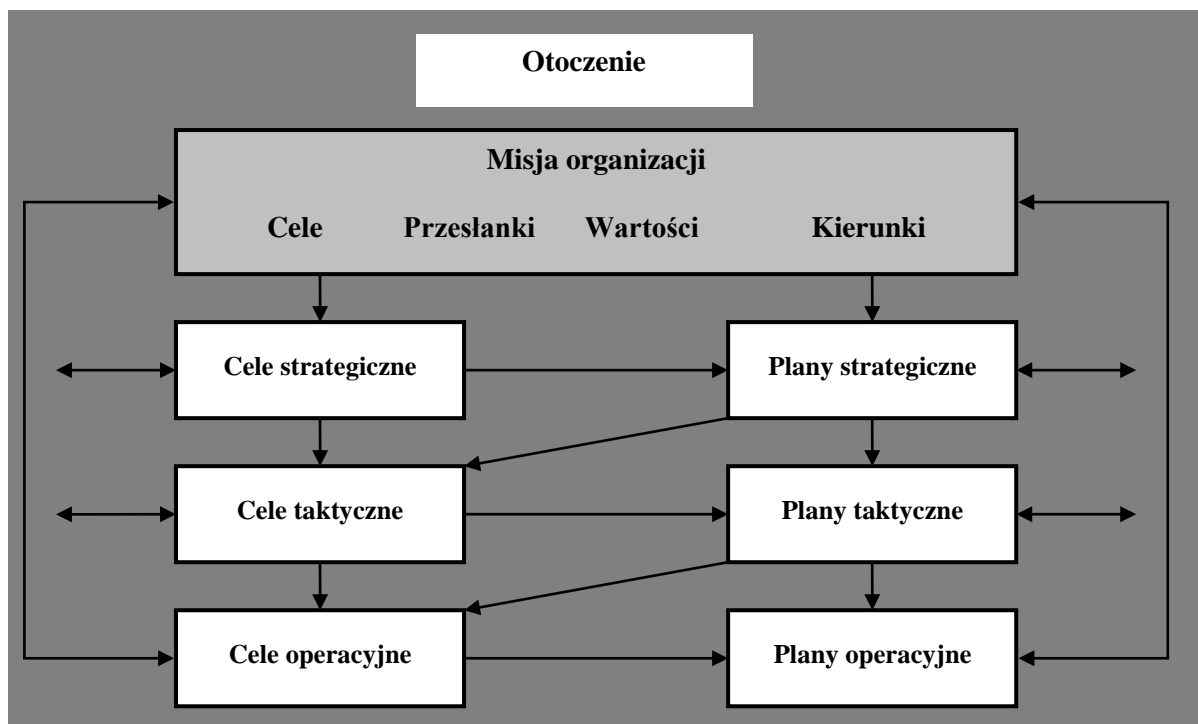 Otoczenie
Misja organizacji
Cele Przesłanki Wartości Kierunki
Cele strategiczne
Plany strategiczne
Cele taktyczne
Plany taktyczne
Cele operacyjne
Plany operacyjne